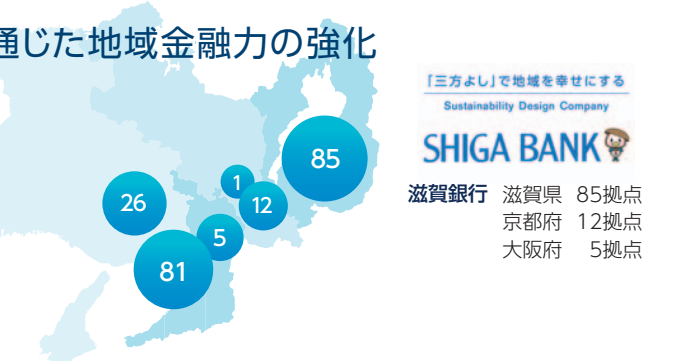 通じた地域金融力の強化
85
1
26
12
5
81
「三方よし」で地域を幸せにする
Sustainability Design Company
SHIGA BANK
滋賀銀行 滋賀県 85拠点
京都府 12拠点
大阪府 5拠点